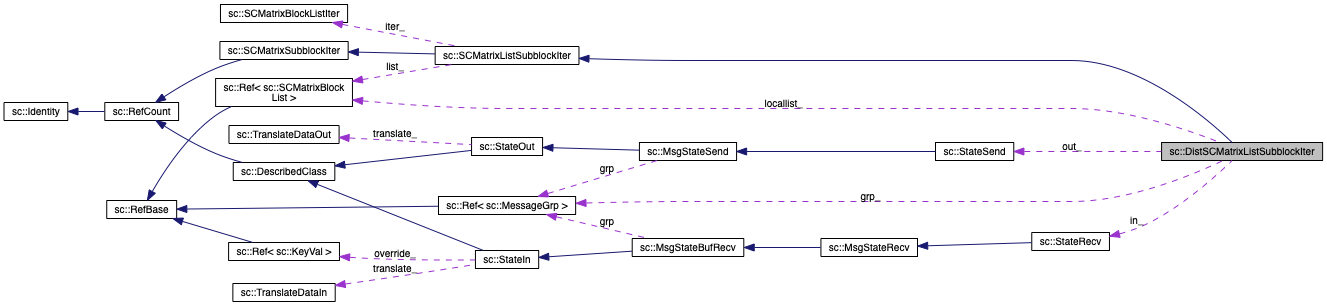 sc::SCMatrixBlockListIter
iter_
sc::SCMatrixSubblockIter
sc::SCMatrixListSubblockIter
list_
sc::Ref< sc::SCMatrixBlock
List >
locallist_
sc::Identity
sc::RefCount
sc::TranslateDataOut
translate_
sc::StateOut
sc::MsgStateSend
sc::StateSend
out_
sc::DistSCMatrixListSubblockIter
sc::DescribedClass
grp
grp_
sc::RefBase
sc::Ref< sc::MessageGrp >
grp
in_
sc::Ref< sc::KeyVal >
override_
sc::StateIn
sc::MsgStateBufRecv
sc::MsgStateRecv
sc::StateRecv
translate_
sc::TranslateDataIn